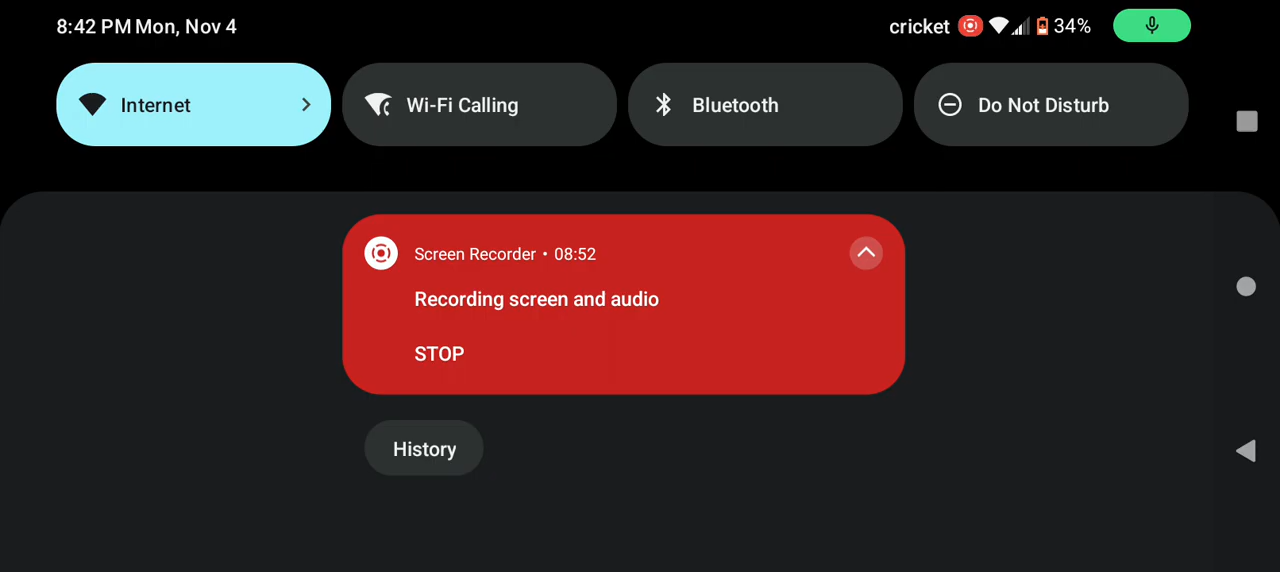 8:42 PM Mon, Nov 4 cricket 34%
Internet Wi-Fi Calling Bluetooth Do Not Disturb
Screen Recorder • 08:52
Recording screen and audio
STOP
History